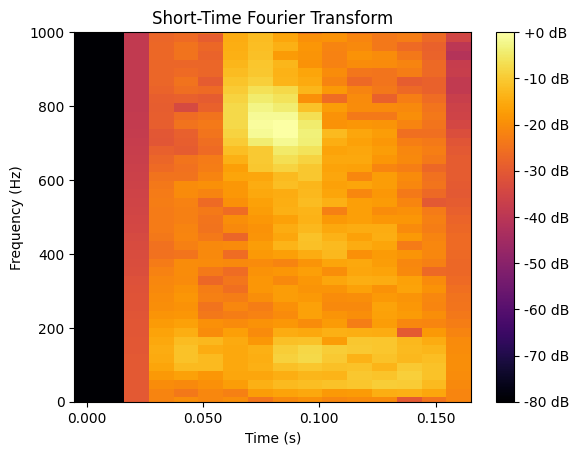 Short-Time Fourier Transform
1000
800
600
400
200
0
Frequency (Hz)
0.000
0.050
0.100
0.150
Time (s)
+0 dB
-10 dB
-20 dB
-30 dB
-40 dB
-50 dB
-60 dB
-70 dB
-80 dB